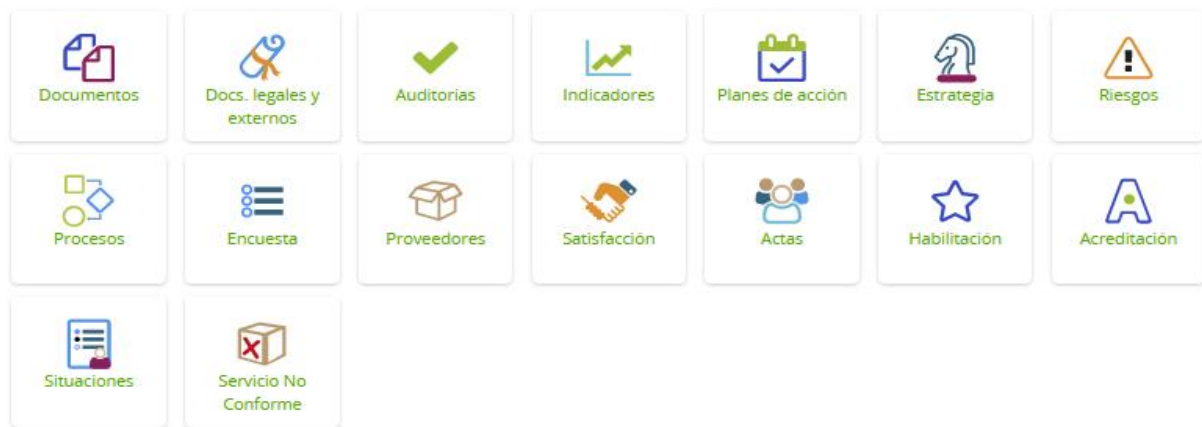 Documentos
Docs. legales y
externos
Auditorías
Indicadores
Planes de acción
Estrategia
Riesgos
Procesos
Encuesta
Proveedores
Satisfacción
Actas
Habilitación
Acreditación
Situaciones
Servicio No
Conforme